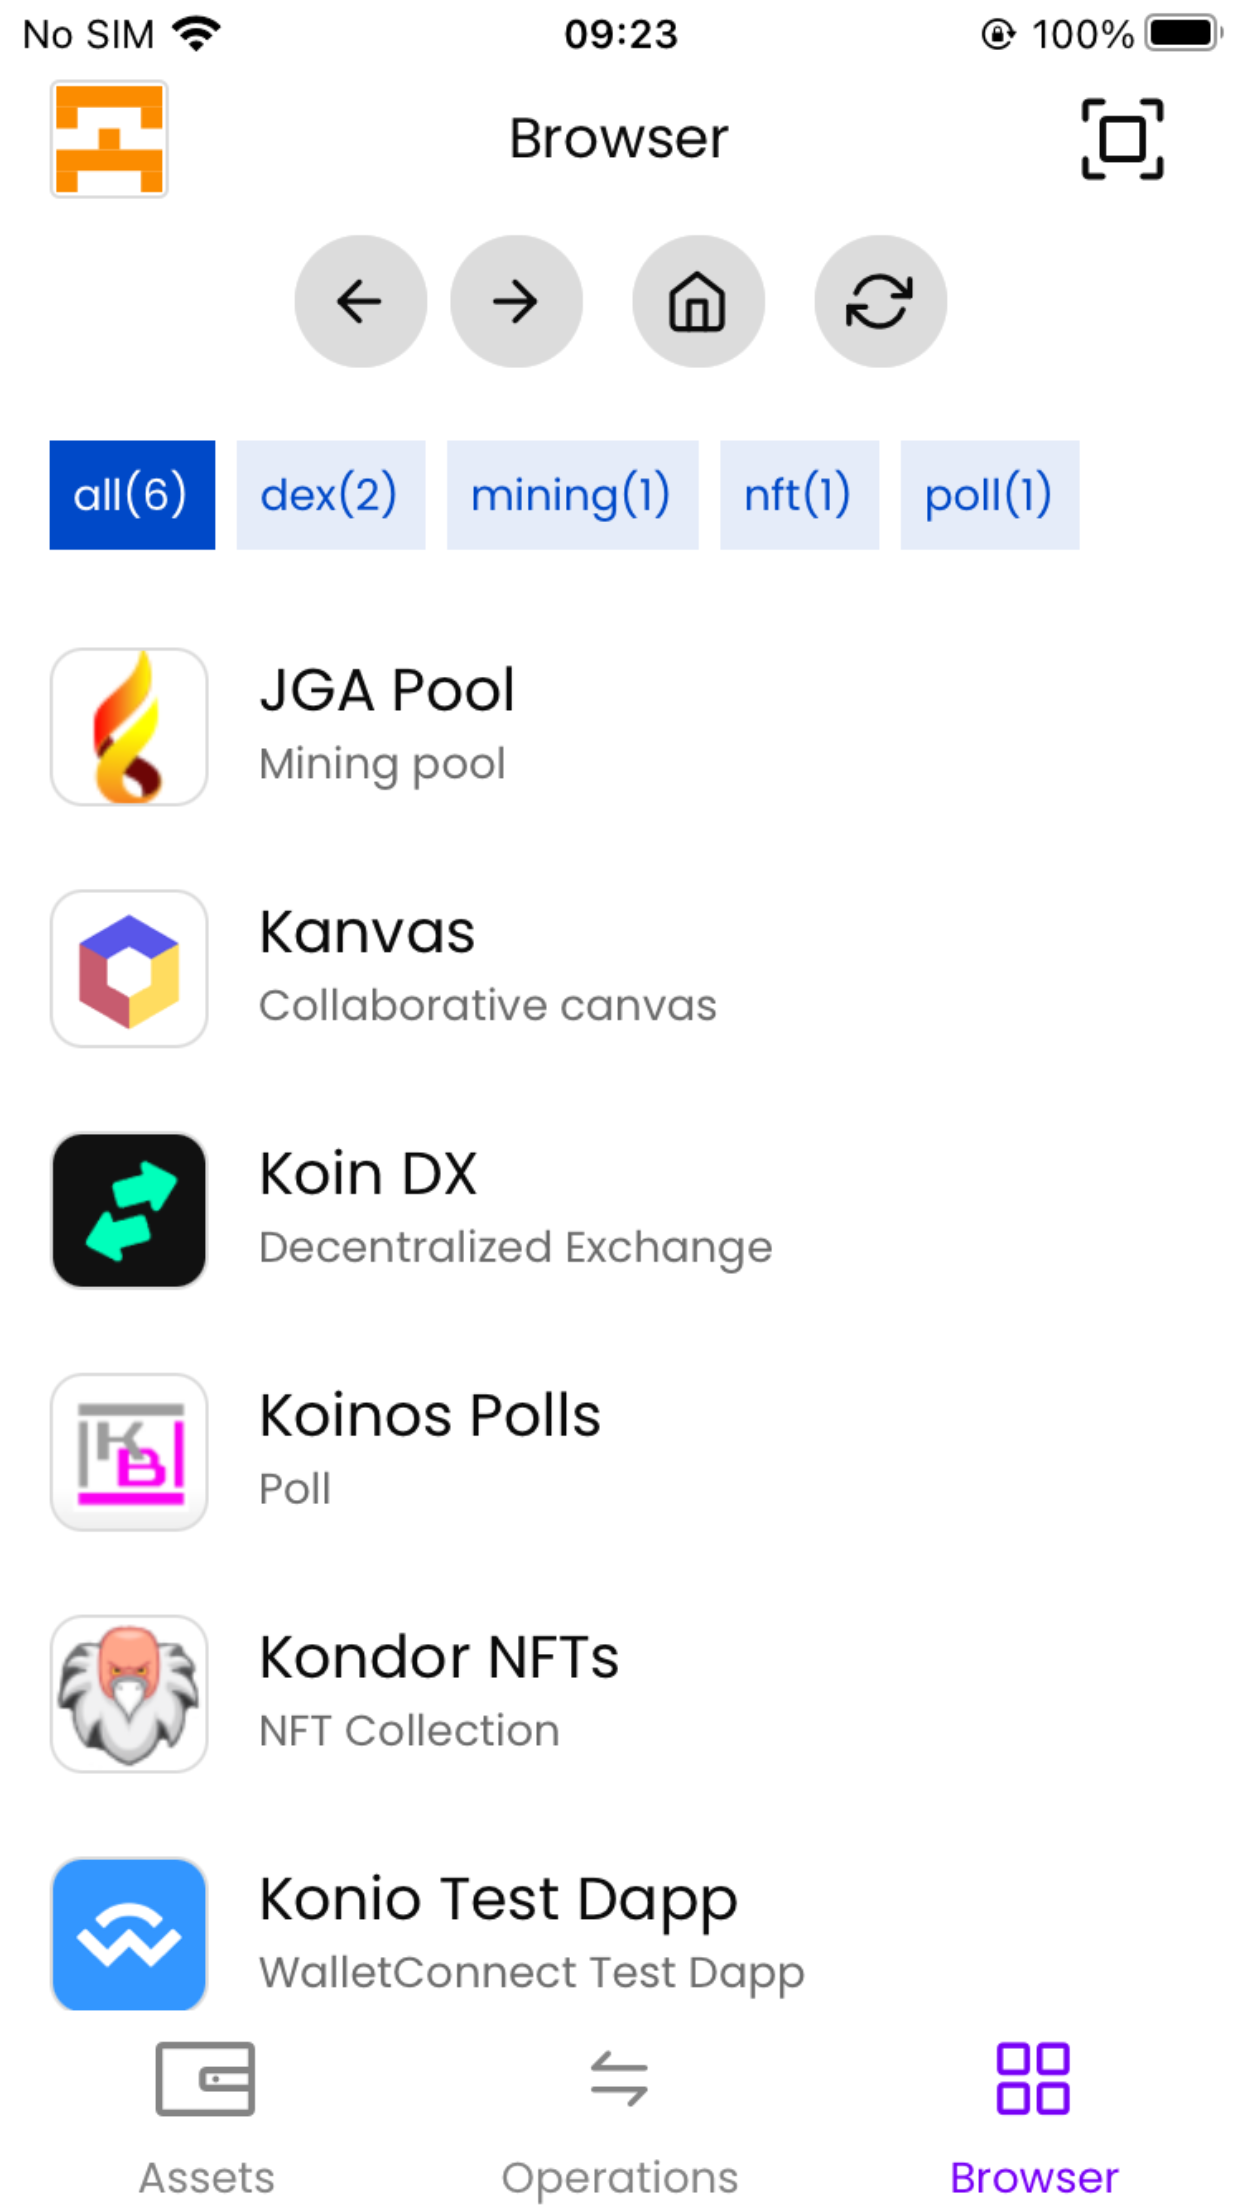 No SIM 09:23 100%
Browser
all(6) dex(2) mining(1) nft(1) poll(1)
JGA Pool
Mining pool
Kanvas
Collaborative canvas
Koin DX
Decentralized Exchange
KB
Koinos Polls
Poll
Kondor NFTs
NFT Collection
Konio Test Dapp
WalletConnect Test Dapp
Assets Operations Browser